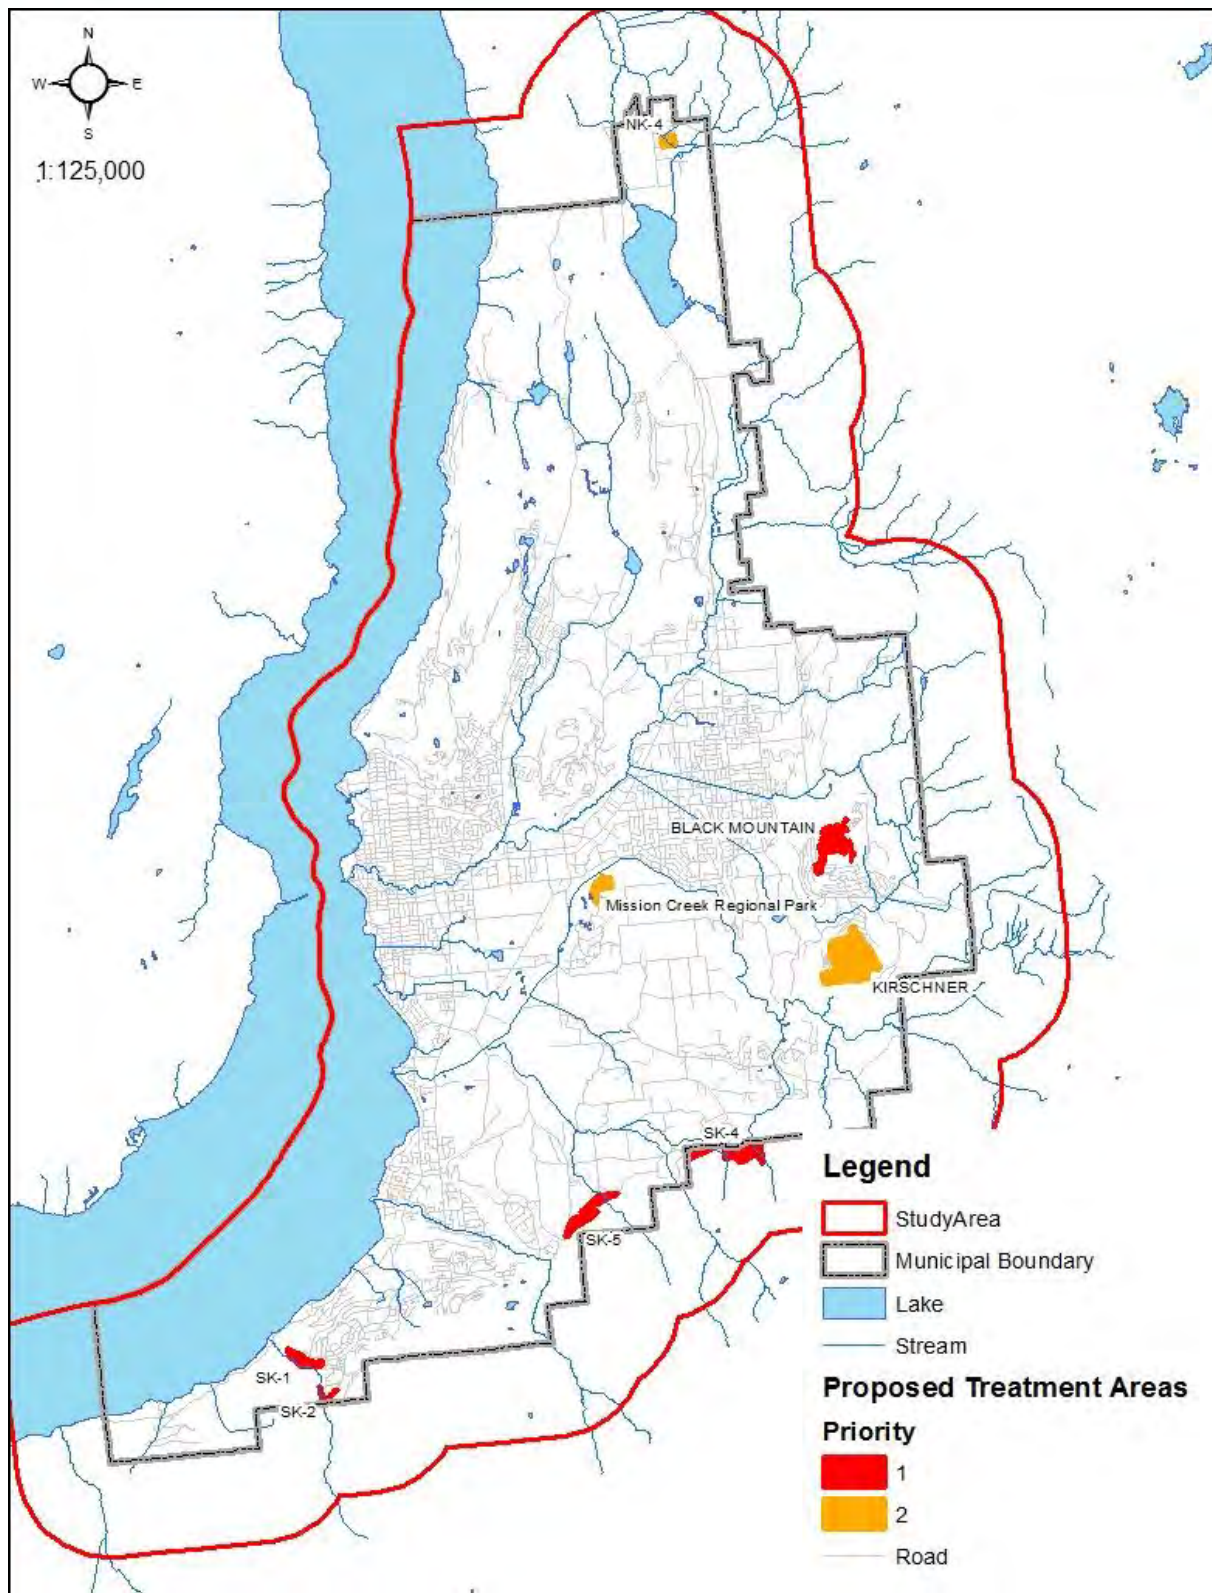 N
W E
S
1:125,000
NK-4
BLACK MOUNTAIN
Mission Creek Regional Park
KIRSCHNER
SK-4
SK-5
SK-1
SK-2
Legend
StudyArea
Municipal Boundary
Lake
Stream
Proposed Treatment Areas
Priority
1
2
Road